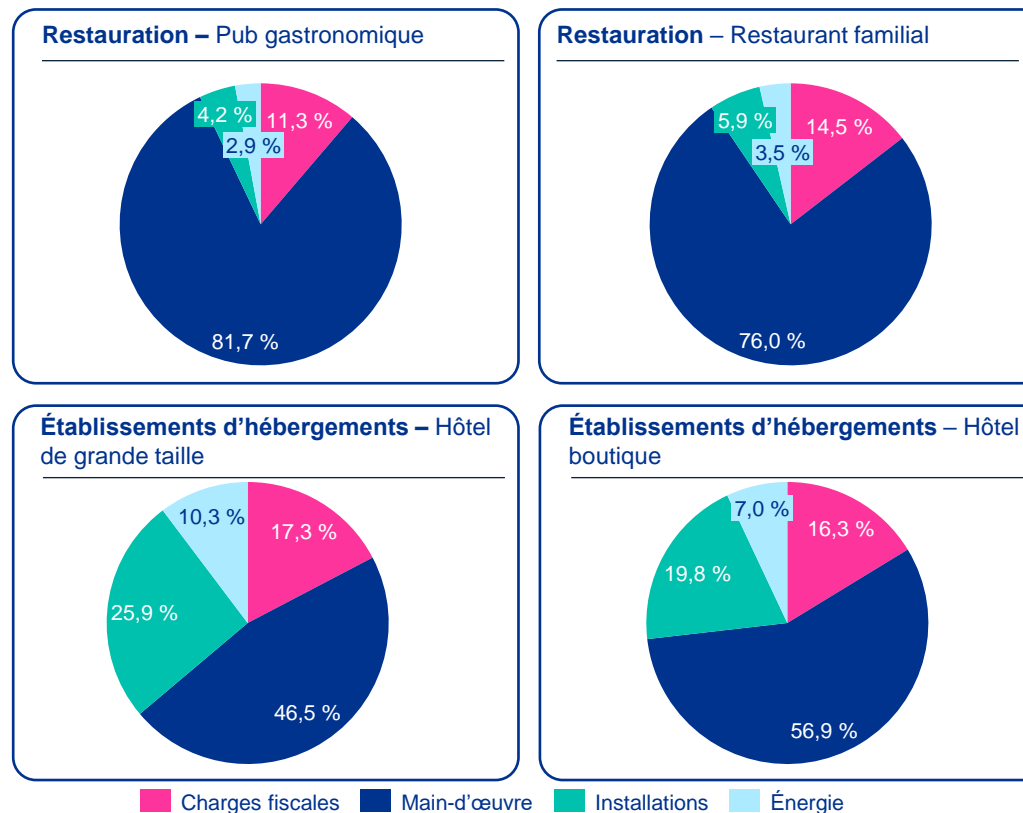 Restauration – Pub gastronomique
11,3 %
4,2 %
2,9 %
81,7 %
Restauration – Restaurant familial
14,5 %
5,9 %
3,5 %
76,0 %
Établissements d'hébergements – Hôtel
de grande taille
10,3 %
17,3 %
25,9 %
46,5 %
Établissements d'hébergements – Hôtel
boutique
7,0 %
16,3 %
19,8 %
56,9 %
Charges fiscales
Main-d'œuvre
Installations
Énergie